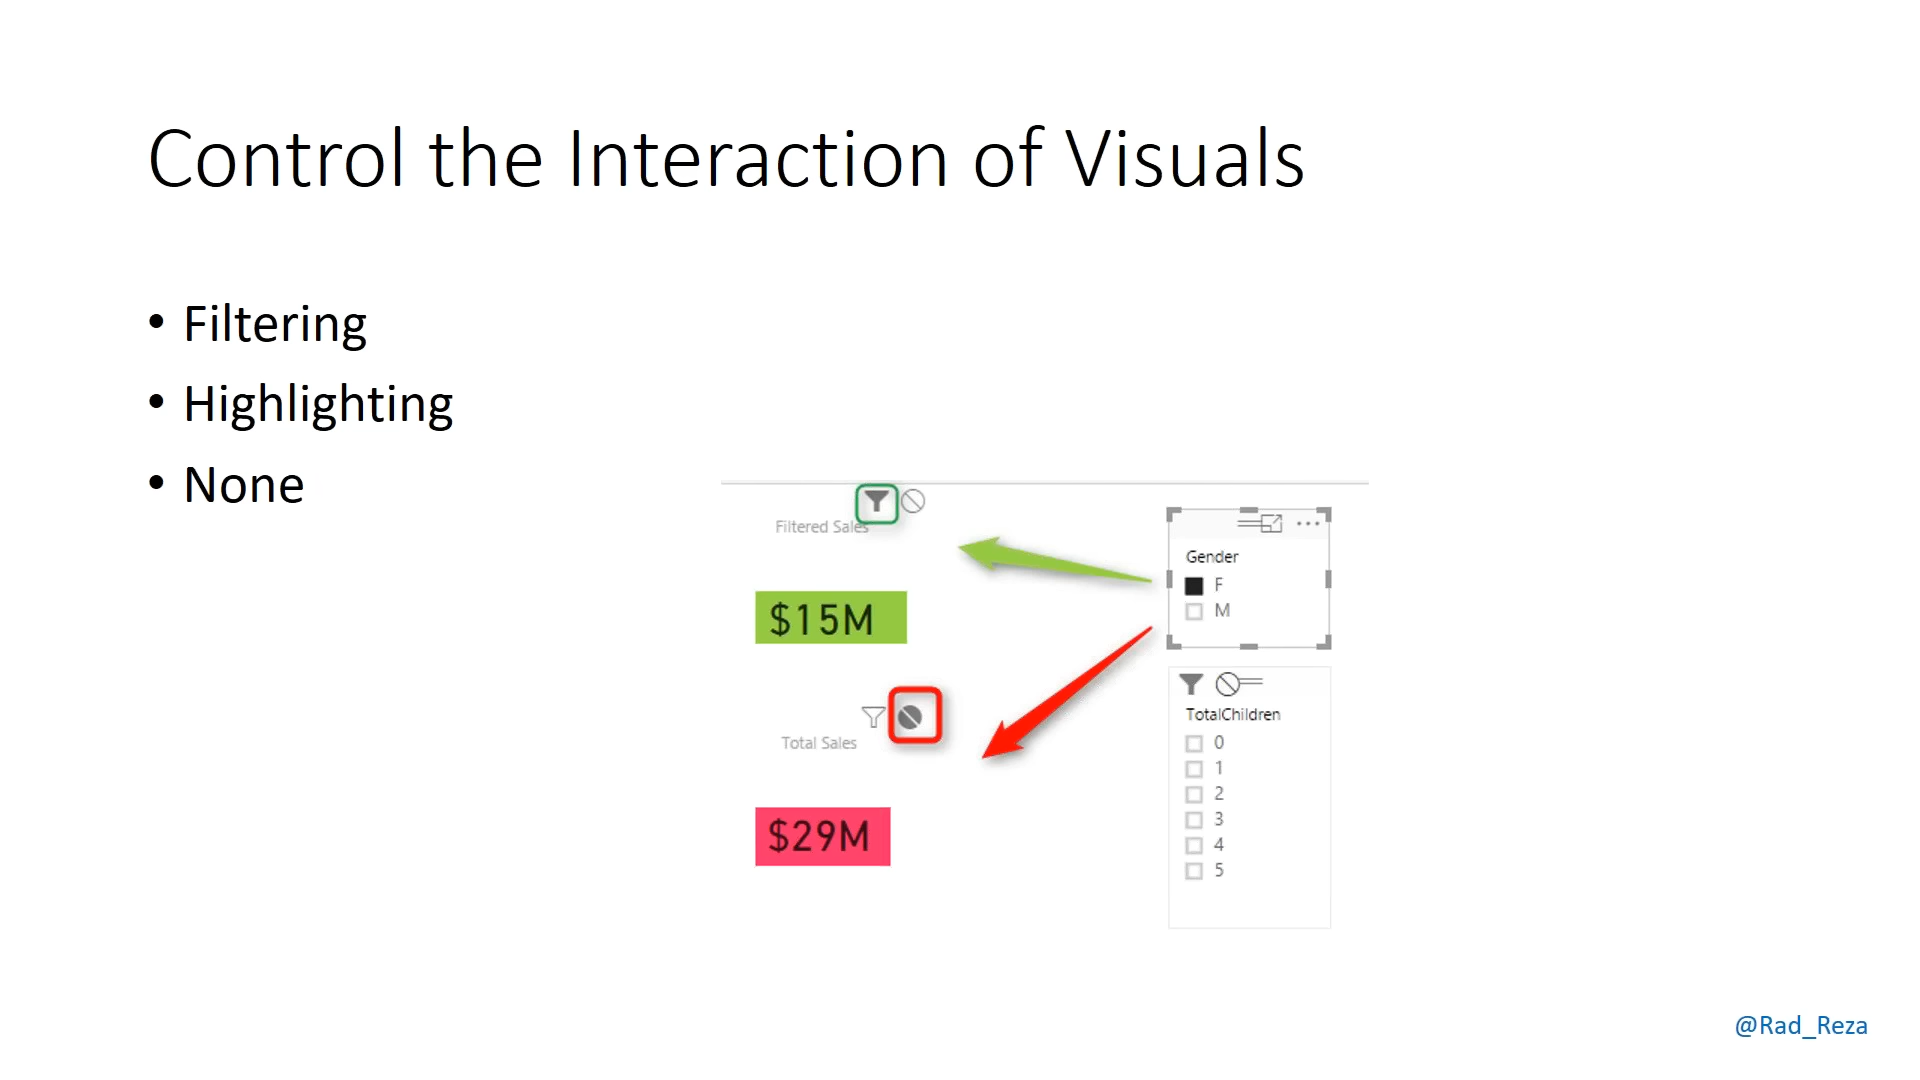 Control the Interaction of Visuals
• Filtering
• Highlighting
• None
Filtered Sales
$15M
Total Sales
$29M
Gender
F
M
TotalChildren
0
1
2
3
4
5
@Rad_Reza